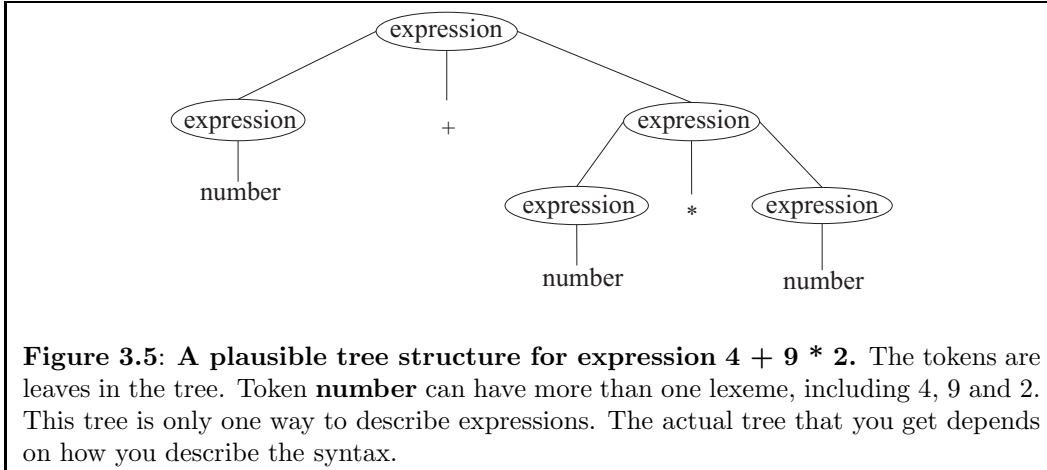 expression
expression
+
expression
number
expression
*
expression
number
number
Figure 3.5: A plausible tree structure for expression 4 + 9 * 2. The tokens are
leaves in the tree. Token number can have more than one lexeme, including 4, 9 and 2.
This tree is only one way to describe expressions. The actual tree that you get depends
on how you describe the syntax.